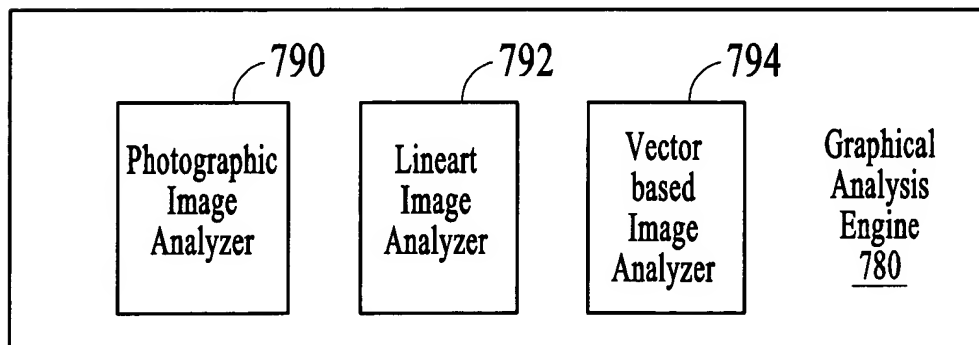 790
792
794
Photographic
Image
Analyzer
Lineart
Image
Analyzer
Vector
based
Image
Analyzer
Graphical
Analysis
Engine
780